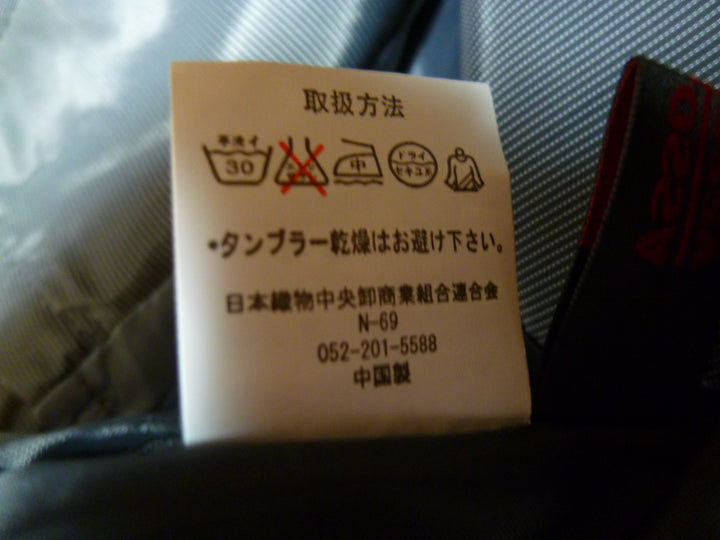 取扱方法
手洗イ
30
中
ドライ
セキユ系
•タンブラー乾燥はお避け下さい。
日本織物中央卸商業組合連合会
N-69
052-201-5588
中国製